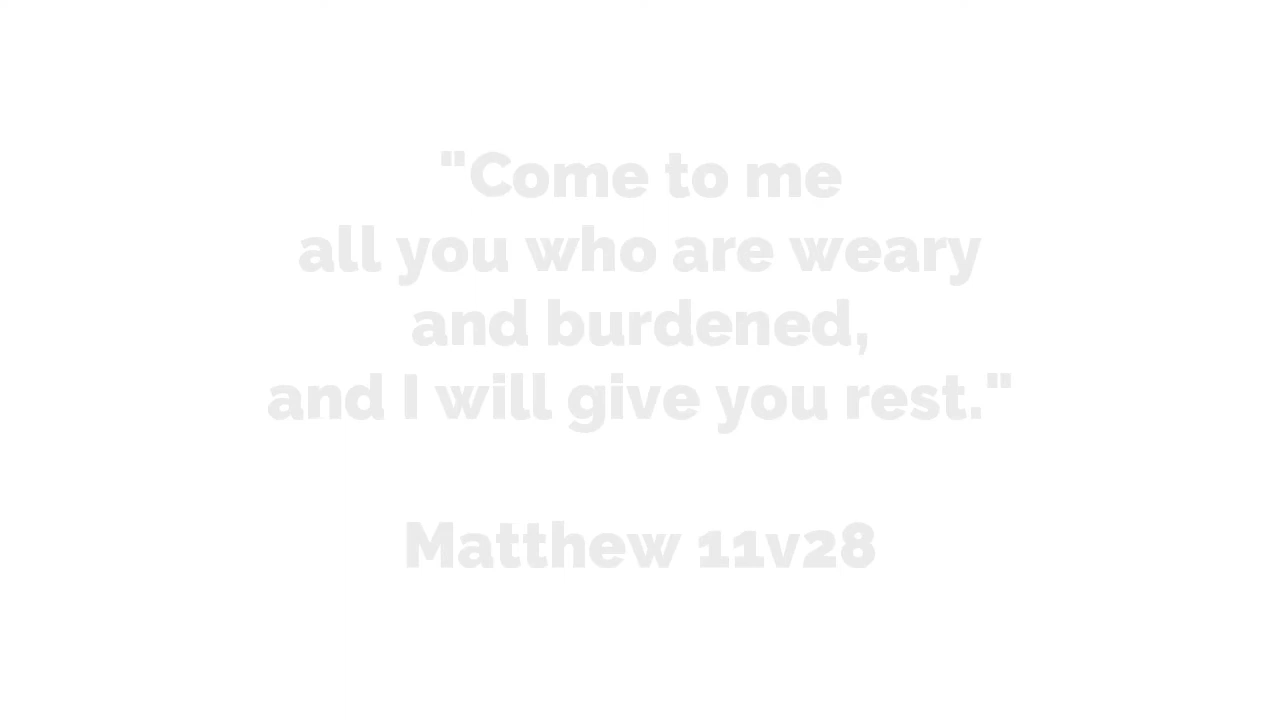 "Come to me
all you who are weary
and burdened,
and I will give you rest."
Matthew 11v28